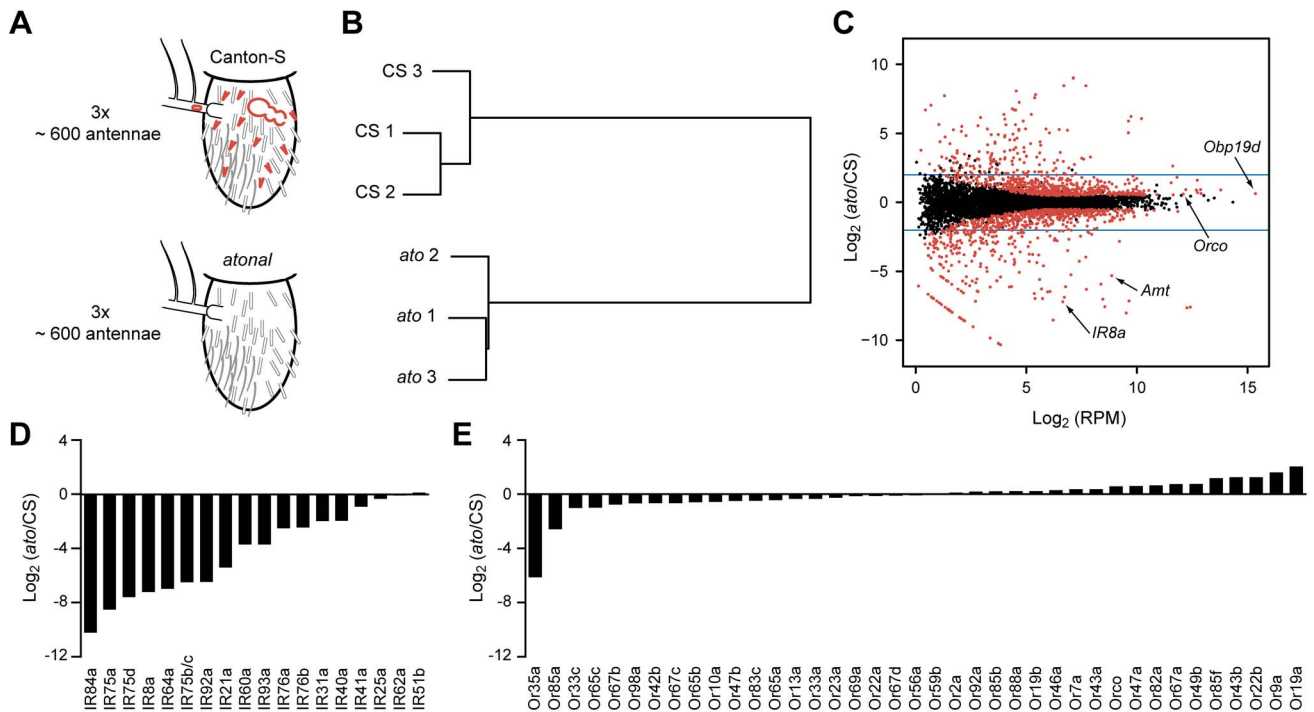 A
Canton-S
3x
~ 600 antennae
atonal
3x
~ 600 antennae
B
CS 3
CS 1
CS 2
ato 2
ato 1
ato 3
C
Log2 (ato/CS)
10
5
0
−5
−10
Obp19d
Orco
Amt
IR8a
0 5 10 15
Log2 (RPM)
D
Log2 (ato/CS)
4
0
-4
-8
-12
IR84a
IR75a
IR75d
IR8a
IR64a
IR75b/c
IR92a
IR21a
IR60a
IR93a
IR76a
IR76b
IR31a
IR40a
IR41a
IR25a
IR62a
IR51b
E
Log2 (ato/CS)
4
0
-4
-8
-12
Or35a
Or85a
Or33c
Or65c
Or67b
Or98a
Or42b
Or67c
Or65b
Or10a
Or47b
Or83c
Or65a
Or13a
Or33a
Or23a
Or69a
Or22a
Or67d
Or56a
Or59b
Or2a
Or92a
Or85b
Or88a
Or19b
Or46a
Or7a
Or43a
Orco
Or47a
Or82a
Or67a
Or49b
Or85f
Or43b
Or22b
Or9a
Or19a